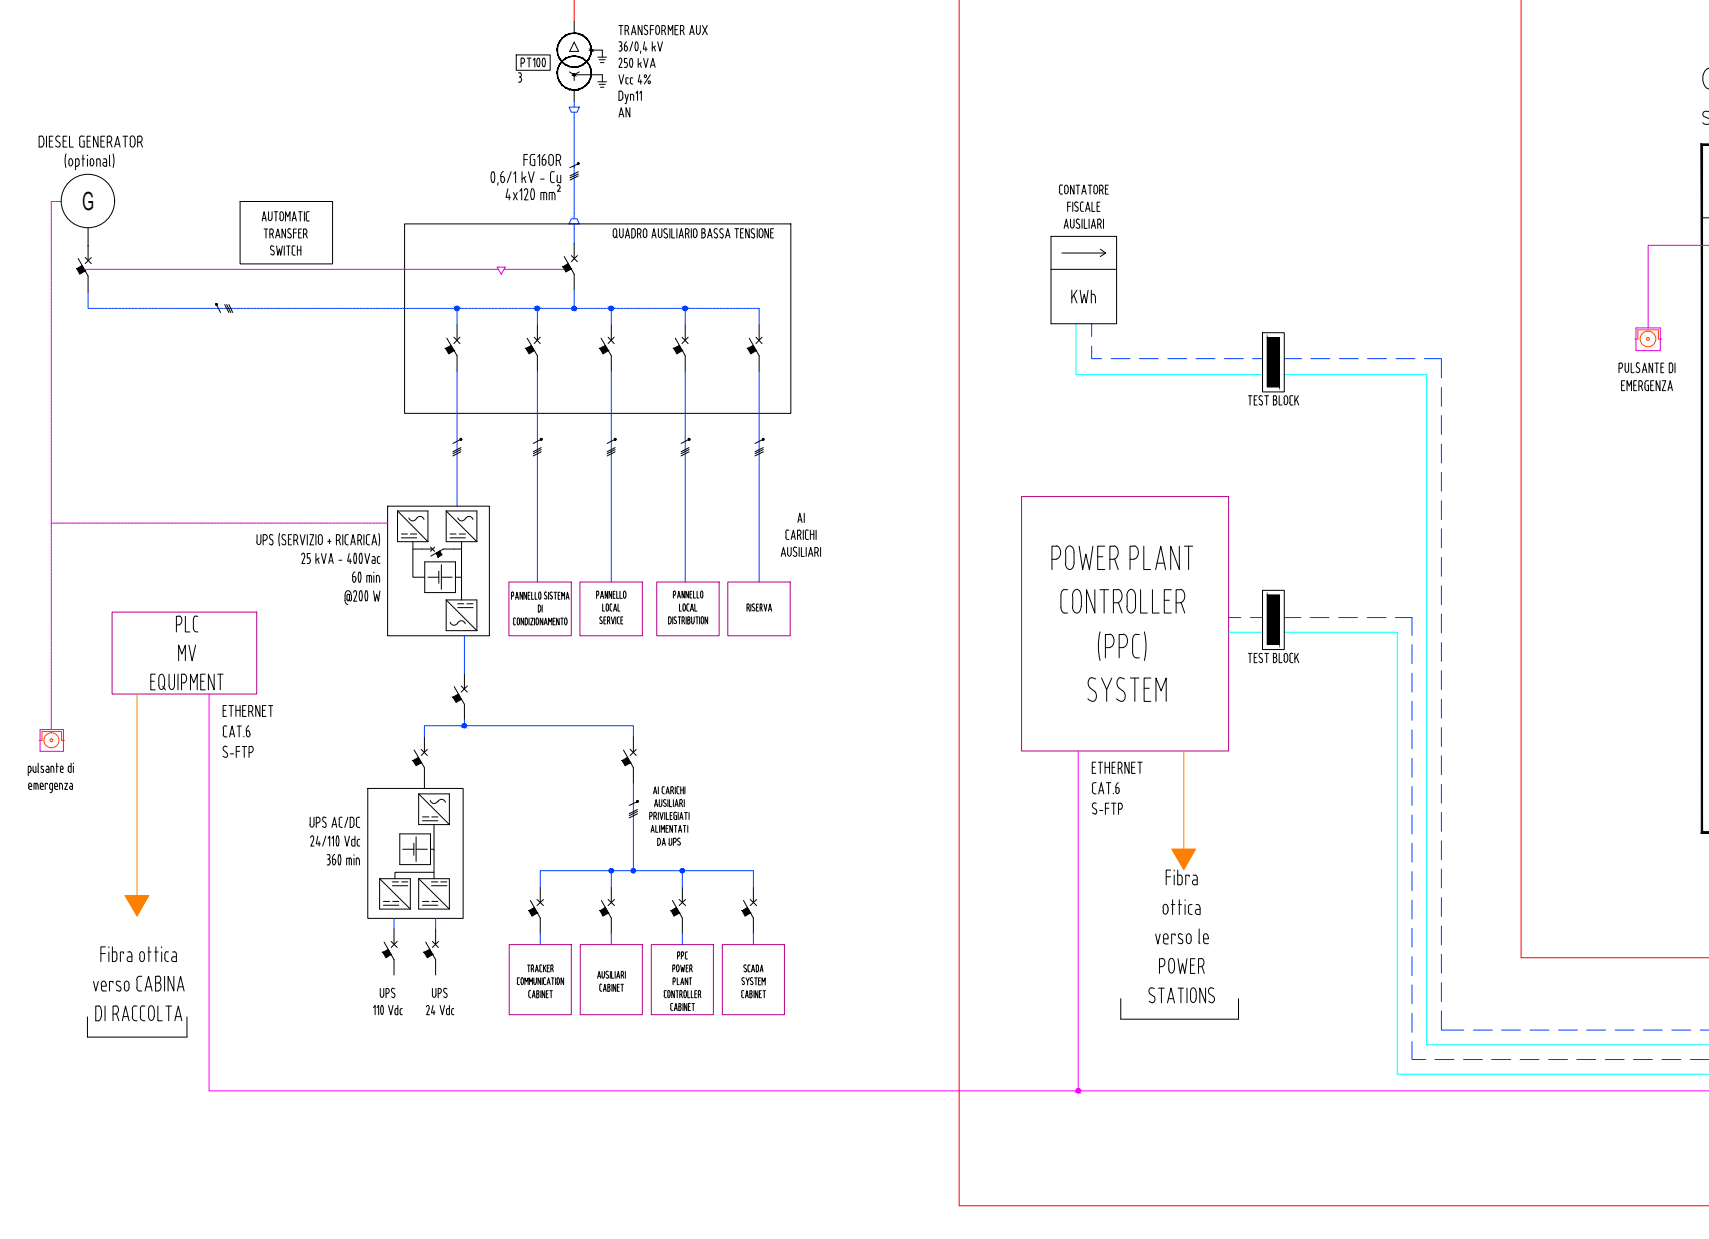 TRANSFORMER AUX
36/0,4 kV
250 kVA
Vcc 4%
Dyn11
AN
PT100
3
DIESEL GENERATOR
(optional)
G
FG16OR
0,6/1 kV - Cu
4x120 mm²
AUTOMATIC
TRANSFER
SWITCH
QUADRO AUSILIARIO BASSA TENSIONE
CONTATORE
FISCALE
AUSILIARI
KWh
TEST BLOCK
PULSANTE DI
EMERGENZA
UPS (SERVIZIO + RICARICA)
25 kVA - 400Vac
60 min
@200 W
AI
CARICHI
AUSILIARI
PANNELLO SISTEMA
DI
CONDIZIONAMENTO
PANNELLO
LOCAL
SERVICE
PANNELLO
LOCAL
DISTRIBUTION
RISERVA
POWER PLANT
CONTROLLER
(PPC)
SYSTEM
TEST BLOCK
PLC
MV
EQUIPMENT
ETHERNET
CAT.6
S-FTP
pulsante di
emergenza
UPS AC/DC
24/110 Vdc
360 min
AI CARICHI
AUSILIARI
PRIVILEGIATI
ALIMENTATI
DA UPS
ETHERNET
CAT.6
S-FTP
Fibra
ottica
verso le
POWER
STATIONS
Fibra ottica
verso CABINA
DI RACCOLTA
UPS
110 Vdc
UPS
24 Vdc
TRACKER
COMMUNICATION
CABINET
AUSILIARI
CABINET
PPC
POWER
PLANT
CONTROLLER
CABINET
SCADA
SYSTEM
CABINET